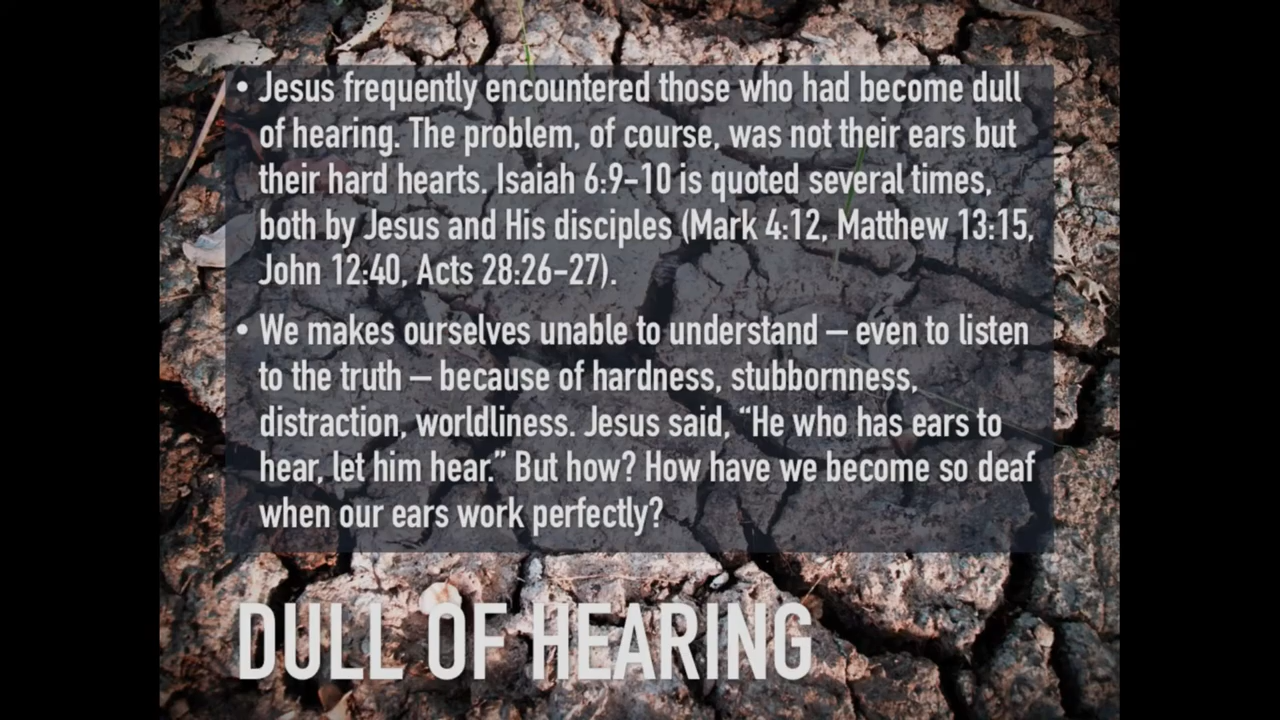 • Jesus frequently encountered those who had become dull
of hearing. The problem, of course, was not their ears but
their hard hearts. Isaiah 6:9-10 is quoted several times,
both by Jesus and His disciples (Mark 4:12, Matthew 13:15,
John 12:40, Acts 28:26-27).
• We makes ourselves unable to understand – even to listen
to the truth – because of hardness, stubbornness,
distraction, worldliness. Jesus said, “He who has ears to
hear, let him hear.” But how? How have we become so deaf
when our ears work perfectly?
DULL OF HEARING